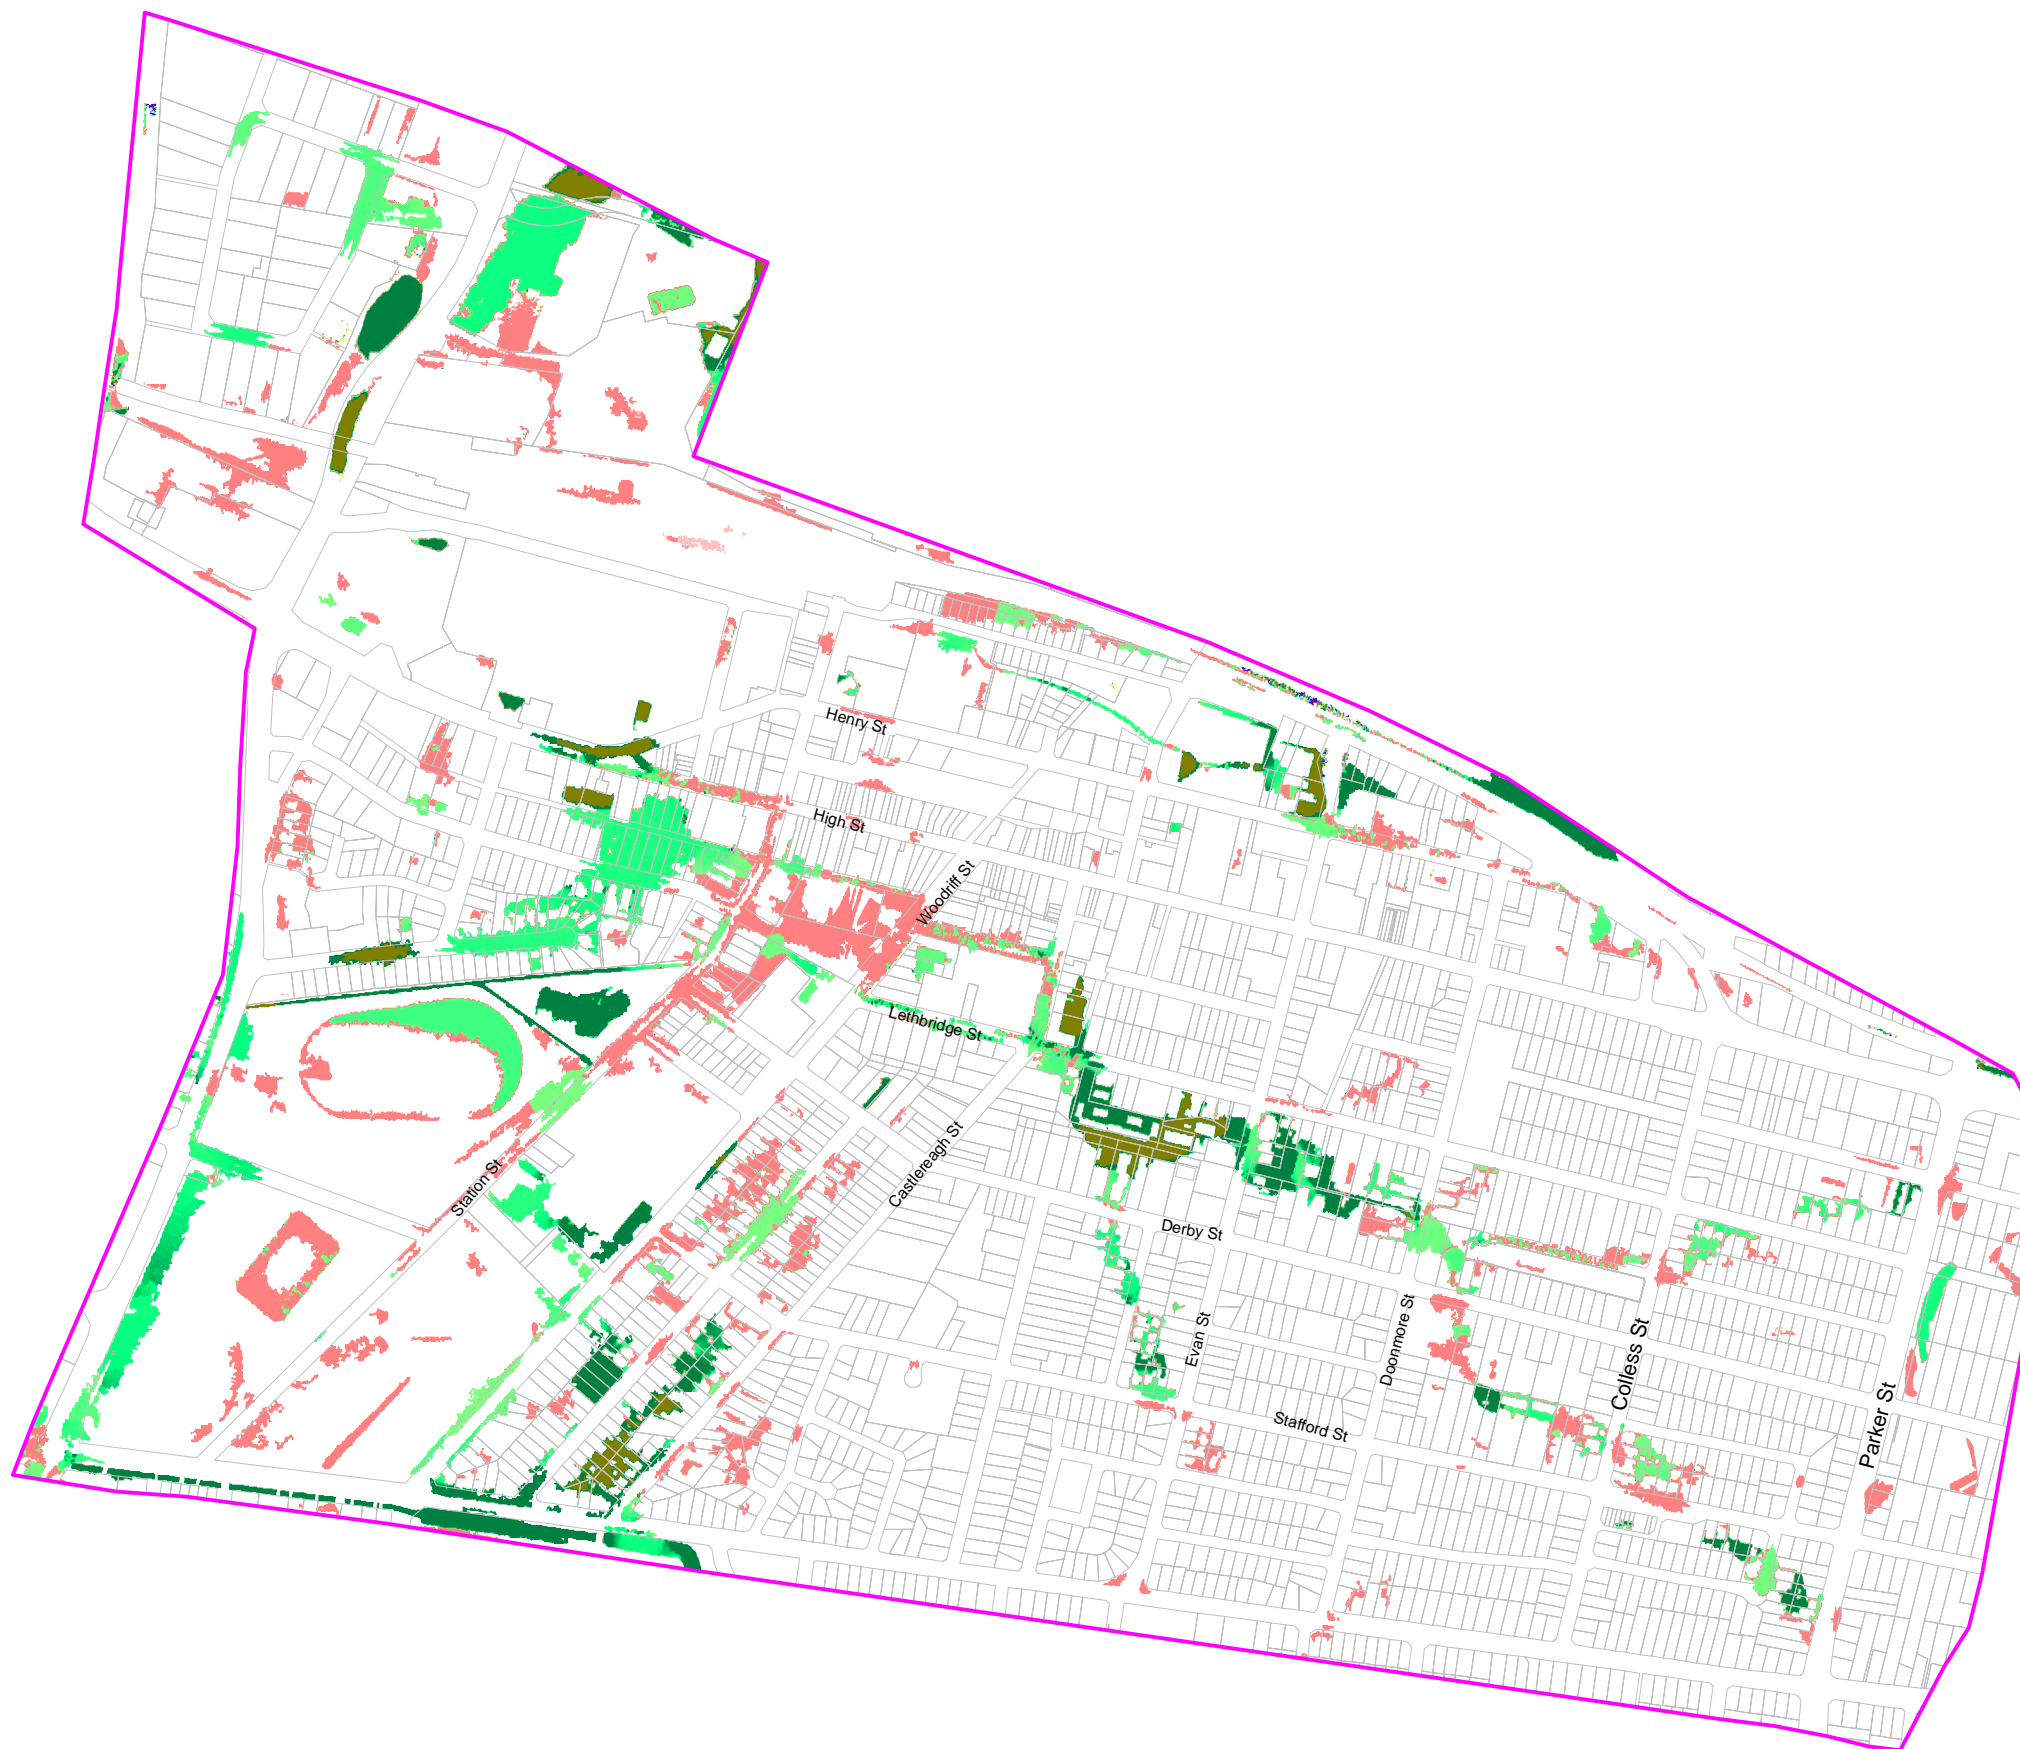 Henry St
High St
Woodriff St
Lethbridge St
Castlereagh St
Station St
Derby St
Evan St
Doonmore St
Colless St
Parker St
Stafford St